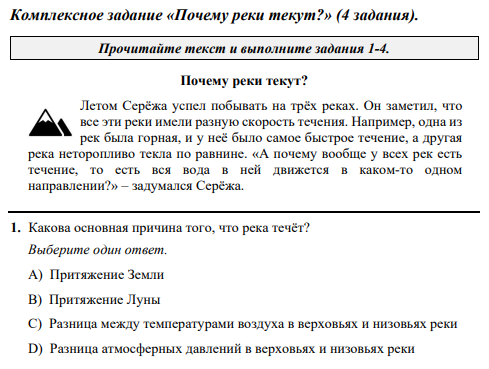 Комплексное задание «Почему реки текут?» (4 задания).
Прочитайте текст и выполните задания 1-4.
Почему реки текут?
Летом Серёжа успел побывать на трёх реках. Он заметил, что
все эти реки имели разную скорость течения. Например, одна из
рек была горная, и у неё было самое быстрое течение, а другая
река неторопливо текла по равнине. «А почему вообще у всех рек есть
течение, то есть вся вода в ней движется в каком-то одном
направлении?» – задумался Серёжа.
1. Какова основная причина того, что река течёт?
Выберите один ответ.
A) Притяжение Земли
B) Притяжение Луны
C) Разница между температурами воздуха в верховьях и низовьях реки
D) Разница атмосферных давлений в верховьях и низовьях реки